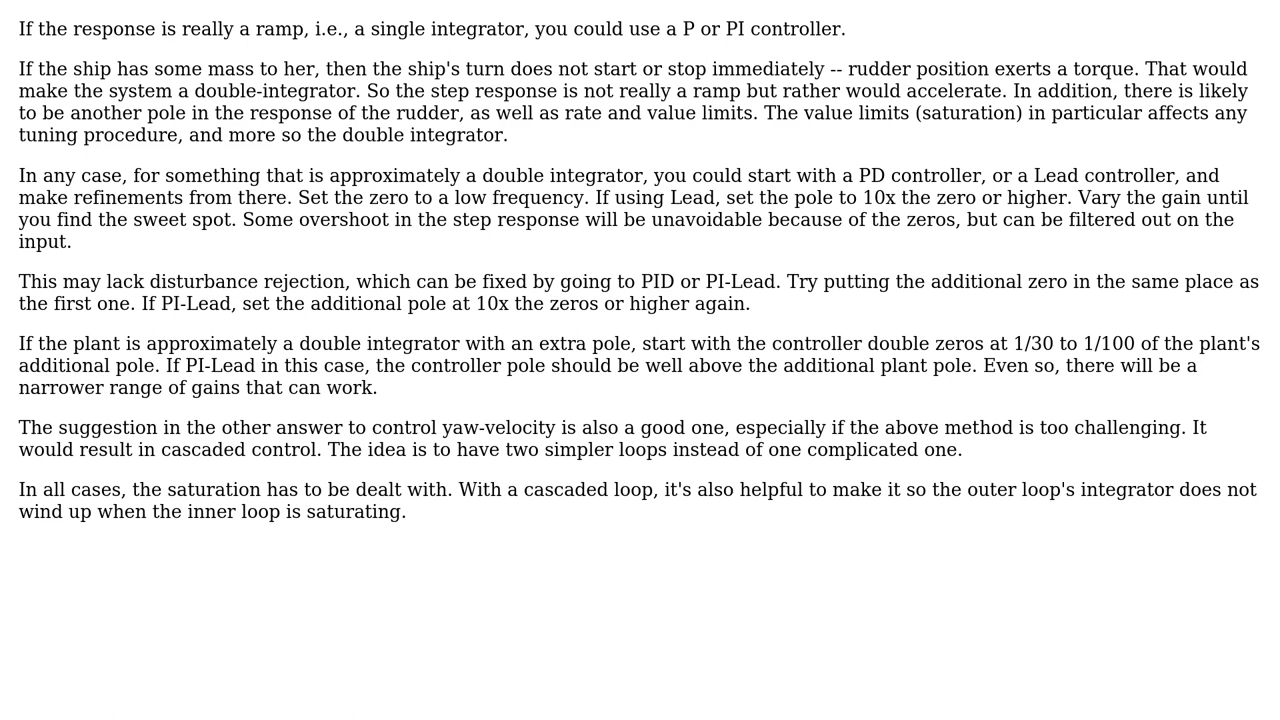 If the response is really a ramp, i.e., a single integrator, you could use a P or PI controller.
If the ship has some mass to her, then the ship's turn does not start or stop immediately -- rudder position exerts a torque. That would
make the system a double-integrator. So the step response is not really a ramp but rather would accelerate. In addition, there is likely
to be another pole in the response of the rudder, as well as rate and value limits. The value limits (saturation) in particular affects any
tuning procedure, and more so the double integrator.
In any case, for something that is approximately a double integrator, you could start with a PD controller, or a Lead controller, and
make refinements from there. Set the zero to a low frequency. If using Lead, set the pole to 10x the zero or higher. Vary the gain until
you find the sweet spot. Some overshoot in the step response will be unavoidable because of the zeros, but can be filtered out on the
input.
This may lack disturbance rejection, which can be fixed by going to PID or PI-Lead. Try putting the additional zero in the same place as
the first one. If PI-Lead, set the additional pole at 10x the zeros or higher again.
If the plant is approximately a double integrator with an extra pole, start with the controller double zeros at 1/30 to 1/100 of the plant's
additional pole. If PI-Lead in this case, the controller pole should be well above the additional plant pole. Even so, there will be a
narrower range of gains that can work.
The suggestion in the other answer to control yaw-velocity is also a good one, especially if the above method is too challenging. It
would result in cascaded control. The idea is to have two simpler loops instead of one complicated one.
In all cases, the saturation has to be dealt with. With a cascaded loop, it's also helpful to make it so the outer loop's integrator does not
wind up when the inner loop is saturating.